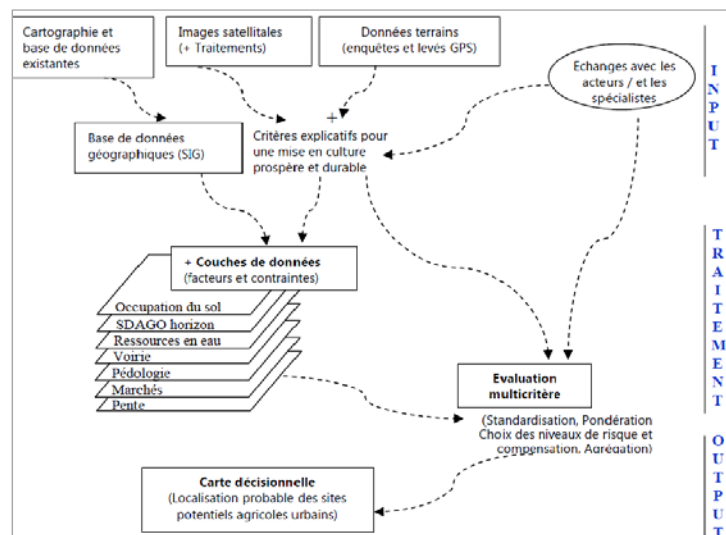 Cartographie et
base de données
existantes
Images satellitales
(+ Traitements)
Données terrains
(enquêtes et levés GPS)
Echanges avec les
acteurs / et les
spécialistes
INPUT
Base de données
géographiques (SIG)
+
Critères explicatifs pour
une mise en culture
prospère et durable
+ Couches de données
(facteurs et contraintes)
Occupation du sol
SDAGO horizon
Ressources en eau
Voirie
Pédologie
Marchés
Pente
TRAITEMENT
Evaluation
multicritère
(Standardisation, Pondération
Choix des niveaux de risque et
compensation, Agrégation)
Carte décisionnelle
(Localisation probable des sites
potentiels agricoles urbains)
OUTPUT